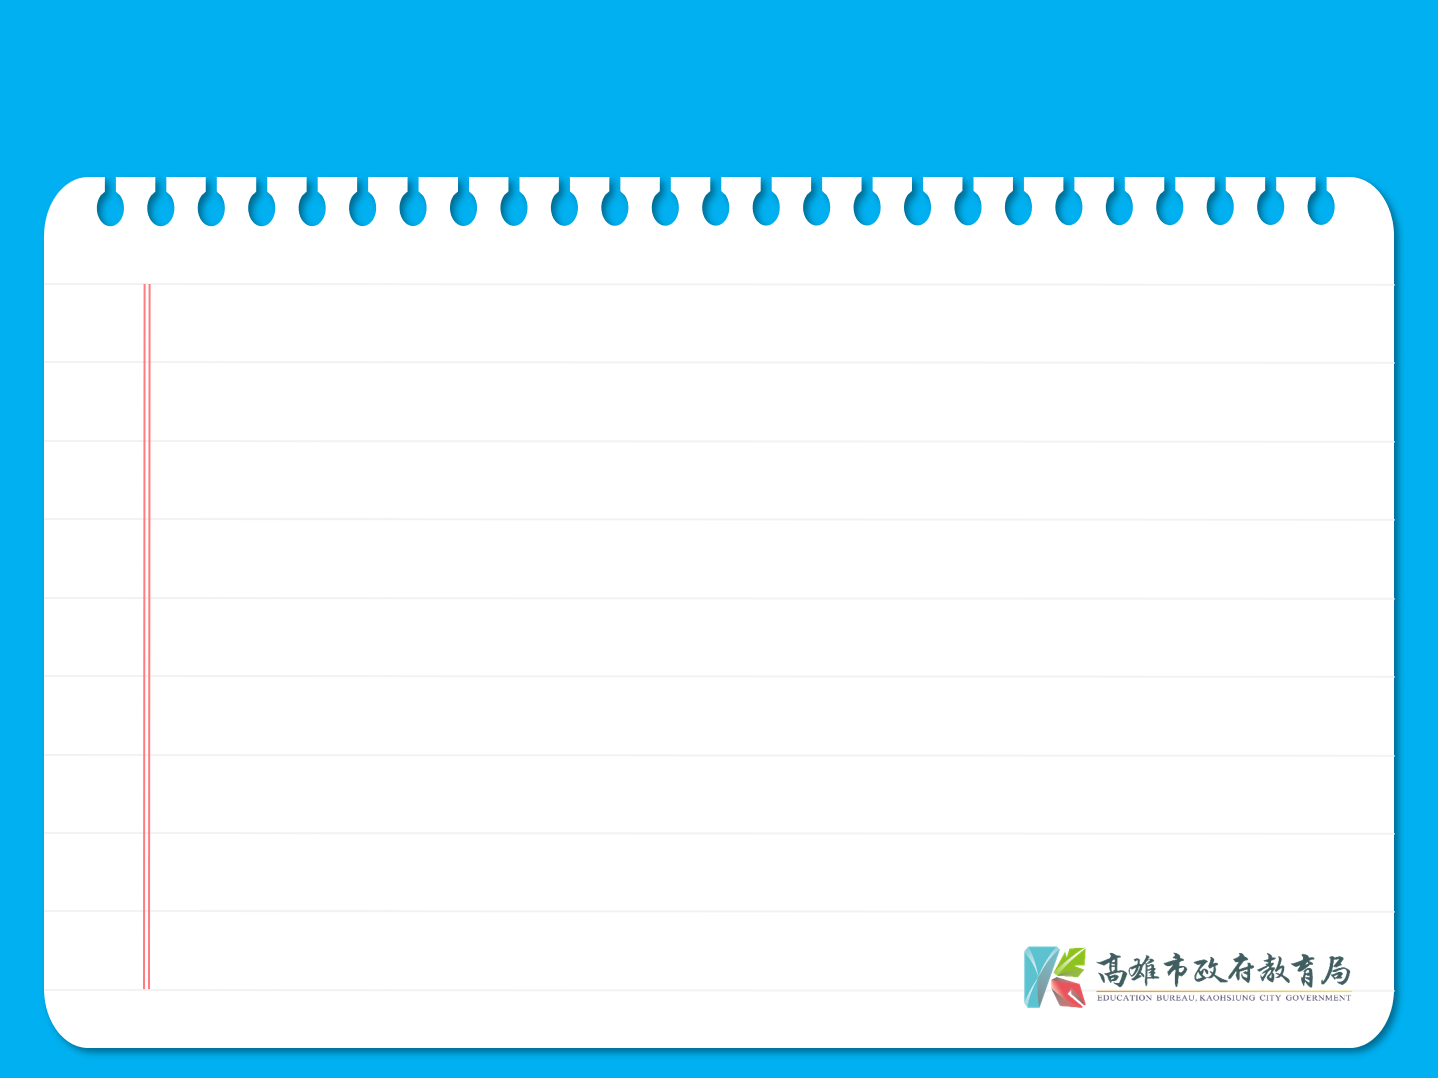 高雄市政府教育局
EDUCATION BUREAU, KAOHSIUNG CITY GOVERNMENT